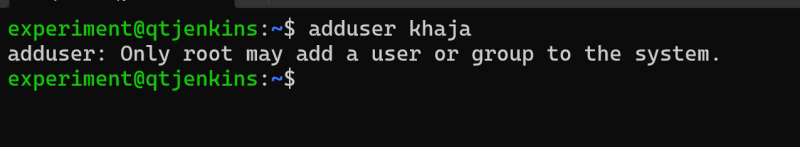 experiment@qtjenkins:~$ adduser khaja
adduser: Only root may add a user or group to the system.
experiment@qtjenkins:~$